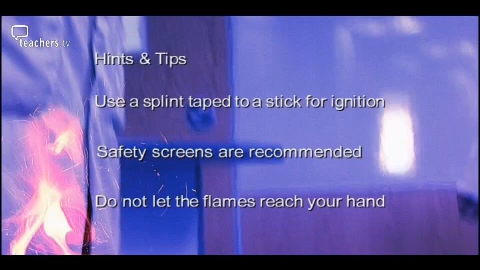 teachers tv
Hints & Tips
Use a splint taped to a stick for ignition
Safety screens are recommended
Do not let the flames reach your hand